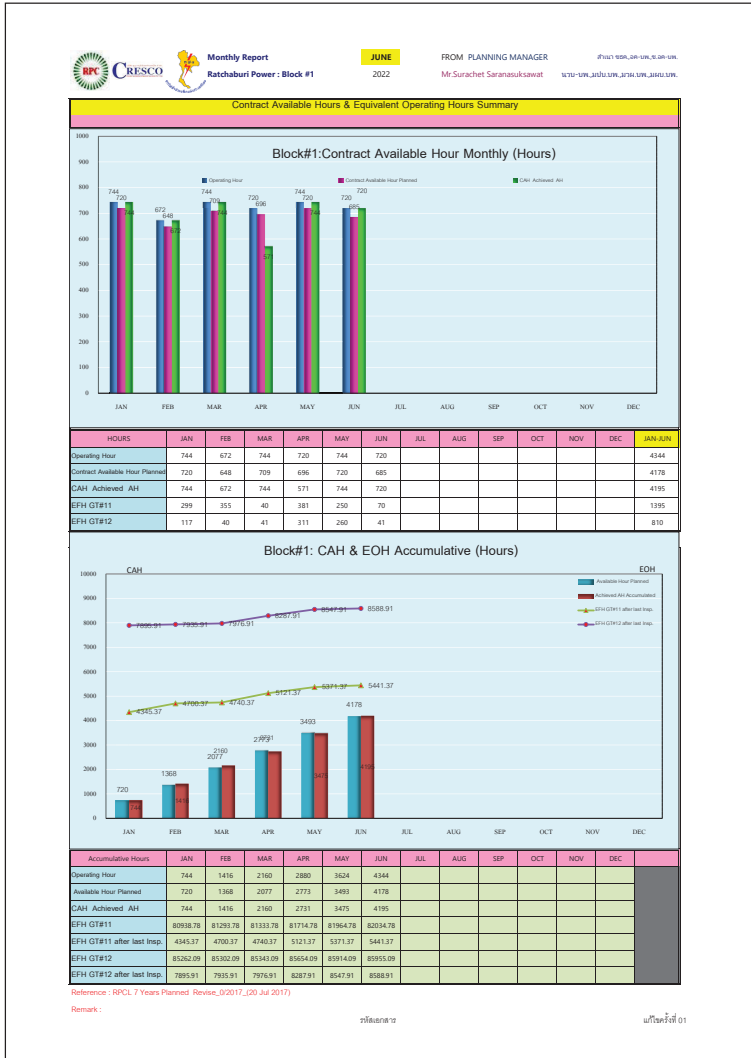 RPC CRESCO Monthly Report JUNE FROM PLANNING MANAGER
Ratchaburi Power : Block #1 2022 Mr.Surachet Saranasuksawat
Contract Available Hours & Equivalent Operating Hours Summary
Block#1:Contract Available Hour Monthly (Hours)
Operating Hour Contract Available Hour Planned CAH Achieved AH
1000
900
800
700
600
500
400
300
200
100
0
744 720 744
672 648 672
744 709 744
720 696 571
744 720 744
720 685 720
JAN FEB MAR APR MAY JUN JUL AUG SEP OCT NOV DEC
HOURS JAN FEB MAR APR MAY JUN JUL AUG SEP OCT NOV DEC JAN-JUN
Operating Hour 744 672 744 720 744 720 4344
Contract Available Hour Planned 720 648 709 696 720 685 4178
CAH Achieved AH 744 672 744 571 744 720 4195
EFH GT#11 299 355 40 381 250 70 1395
EFH GT#12 117 40 41 311 260 41 810
Block#1: CAH & EOH Accumulative (Hours)
CAH EOH
Available Hour Planned
Achieved AH Accumulated
EFH GT#11 after last Insp.
EFH GT#12 after last Insp.
10000
9000
8000
7000
6000
5000
4000
3000
2000
1000
0
7895.91 7935.91 7976.91 8287.91 8547.91 8588.91
4345.37 4700.37 4740.37 5121.37 5371.37 5441.37
720 1368 2077 2773 3493 4178
744 1416 2160 2731 3475 4195
JAN FEB MAR APR MAY JUN JUL AUG SEP OCT NOV DEC
Accumulative Hours JAN FEB MAR APR MAY JUN JUL AUG SEP OCT NOV DEC
Operating Hour 744 1416 2160 2880 3624 4344
Available Hour Planned 720 1368 2077 2773 3493 4178
CAH Achieved AH 744 1416 2160 2731 3475 4195
EFH GT#11 80938.78 81293.78 81333.78 81714.78 81964.78 82034.78
EFH GT#11 after last Insp. 4345.37 4700.37 4740.37 5121.37 5371.37 5441.37
EFH GT#12 85262.09 85302.09 85343.09 85654.09 85914.09 85955.09
EFH GT#12 after last Insp. 7895.91 7935.91 7976.91 8287.91 8547.91 8588.91
Reference : RPCL 7 Years Planned Revise_0/2017_(20 Jul 2017)
Remark :
รหัสเอกสาร แก้ไขครั้งที่ 01